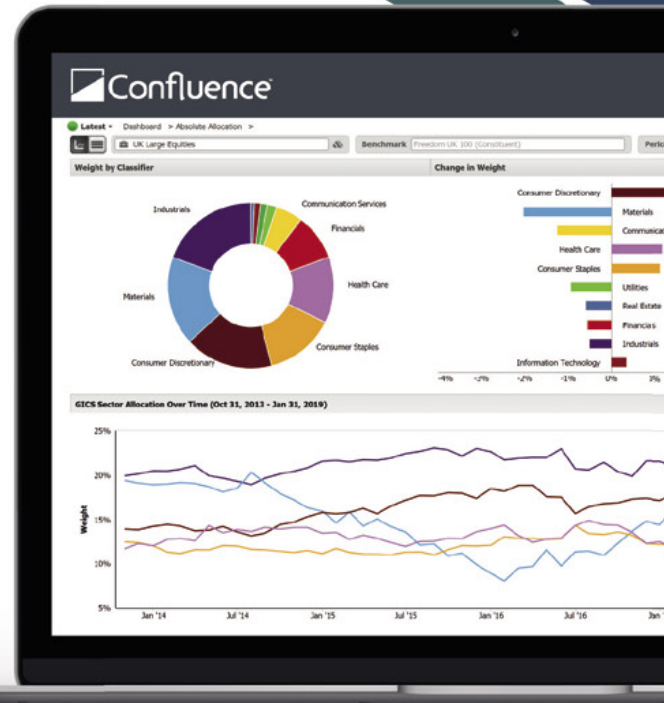 Confluence
Latest - Dashboard > Absolute Allocation >
UK Large Equities Benchmark Freedom UK 100 (Constituent)
Weight by Classifier
Communication Services
Industrials
Financials
Health Care
Materials
Consumer Staples
Consumer Discretionary
Change in Weight
Consumer Discretionary
Materials
Health Care
Consumer Staples
Utilities
Real Estate
Financials
Industrials
Information Technology
-4% -3% -2% -1% 0% 1%
GICS Sector Allocation Over Time (Oct 31, 2013 - Jan 31, 2019)
Weight
25%
20%
15%
10%
5%
Jan '14 Jul '14 Jan '15 Jul '15 Jan '16 Jul '16